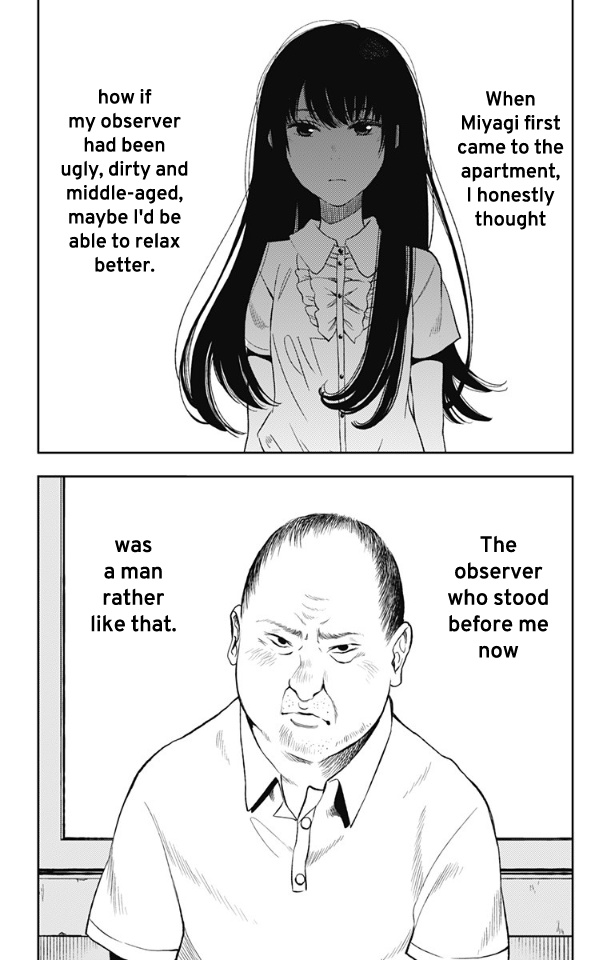 When
Miyagi first
came to the
apartment,
I honestly
thought
how if
my observer
had been
ugly, dirty and
middle-aged,
maybe I'd be
able to relax
better.
The
observer
who stood
before me
now
was
a man
rather
like that.